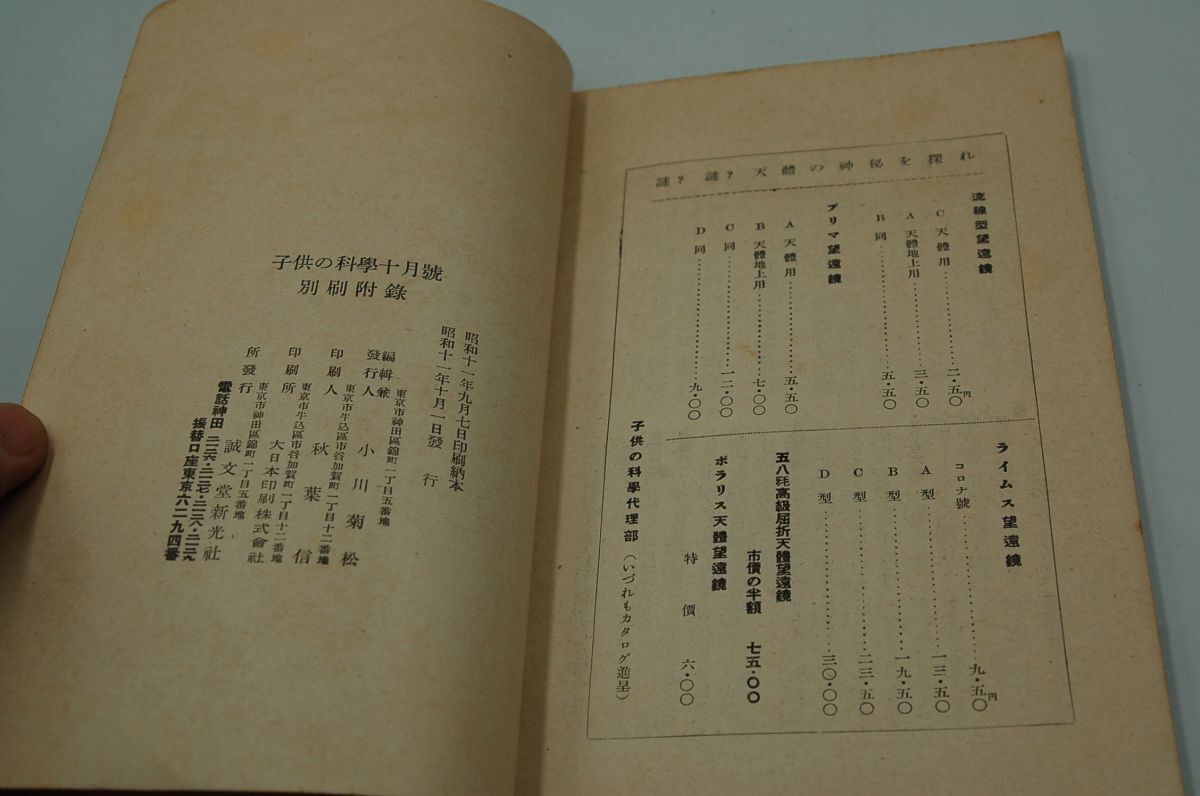 謎? 謎? 天體の神秘を探れ
流線型望遠鏡
C 天體用 二・五〇円
A 天體地上用 三・五〇
B 同 五・五〇
プリマ望遠鏡
A 天體用 五・五〇
B 天體地上用 七・〇〇
C 同 一二・〇〇
D 同 九・〇〇
ライムス望遠鏡
コロナ號 九・五〇円
A型 一三・五〇
B型 一九・五〇
C型 二三・五〇
D型 三〇・〇〇
五八粍高級屈折天體望遠鏡
市價の半額 七五・〇〇
ポラリス天體望遠鏡
特價 六・〇〇
子供の科學代理部（いづれもカタログ進呈）
子供の科學十月號
別刷附錄
昭和十一年九月七日印刷納本
昭和十一年十月一日發行
東京市神田區錦町一丁目五番地
編輯兼發行人 小川菊松
東京市牛込區市谷加賀町一丁目十二番地
印刷人 秋葉信
東京市牛込區市谷加賀町一丁目十二番地
印刷所 大日本印刷株式會社
東京市神田區錦町一丁目五番地
發行所 誠文堂新光社
電話神田 二二六・二二七・二二八・二二九
振替口座東京六二九四番